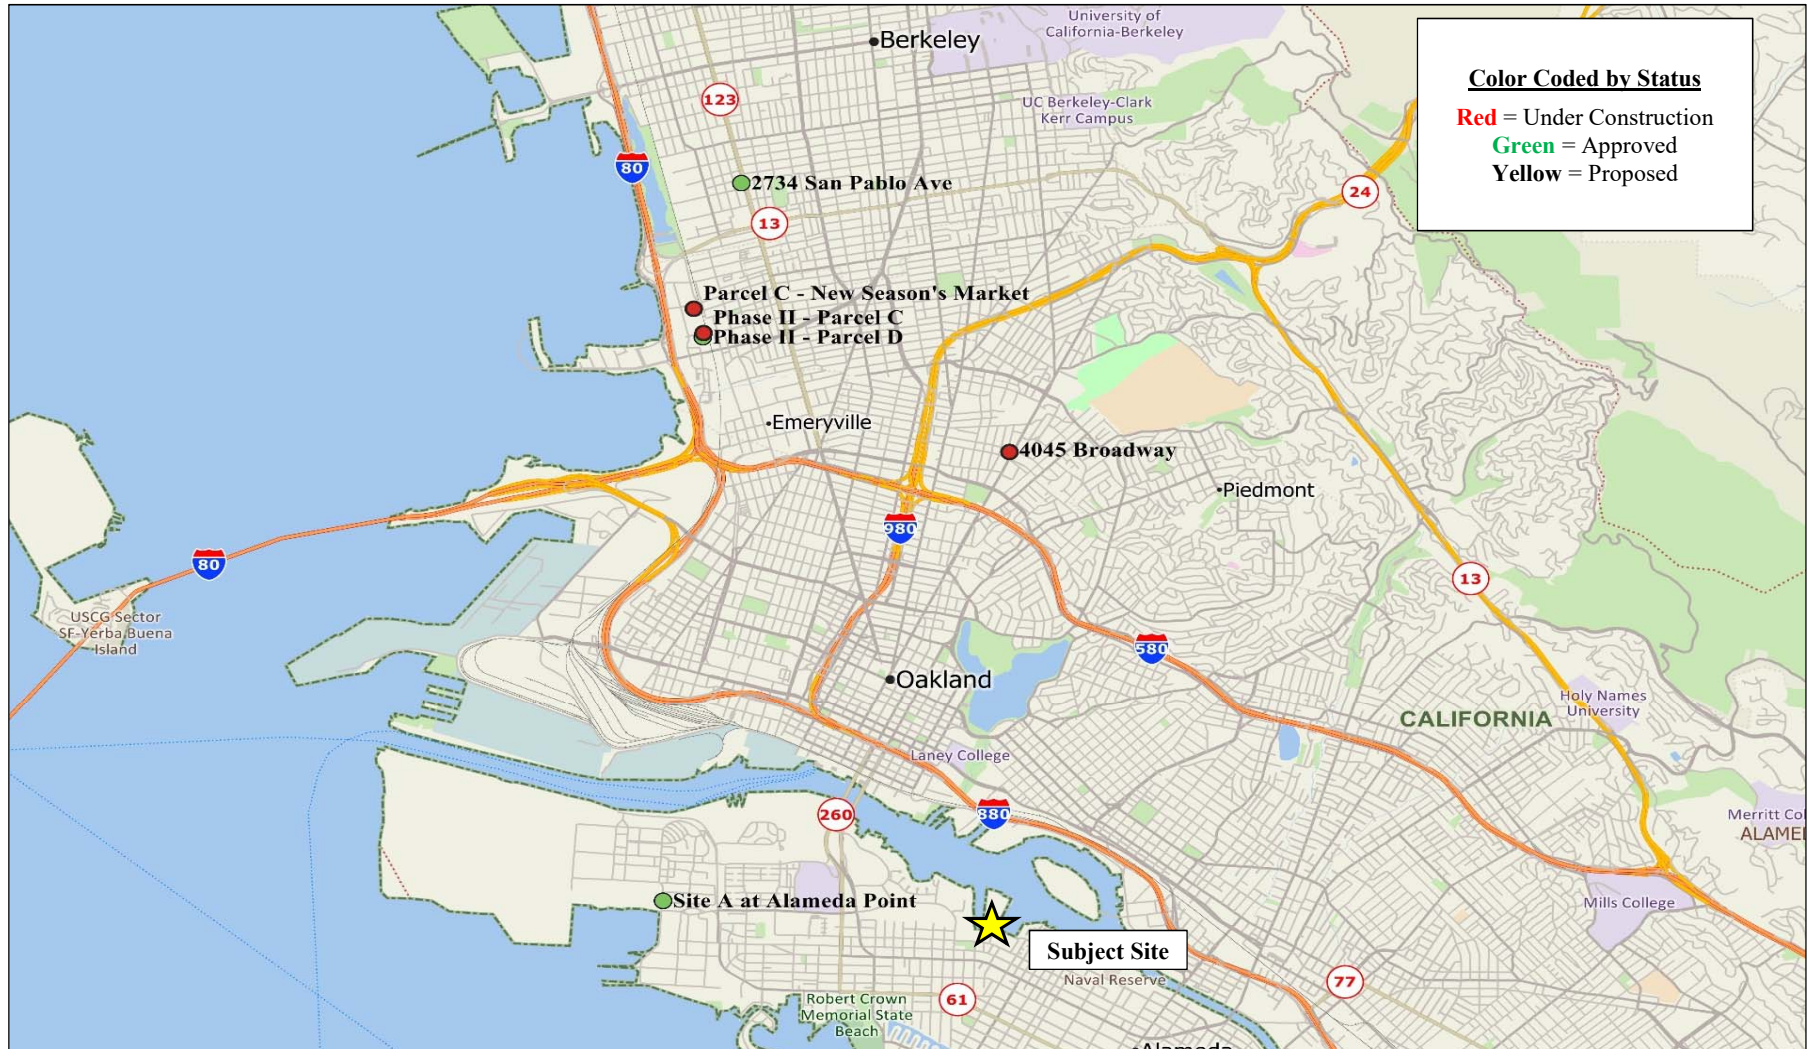 University of
California-Berkeley
Berkeley
Color Coded by Status
Red = Under Construction
Green = Approved
Yellow = Proposed
123
UC Berkeley-Clark
Kerr Campus
80
2734 San Pablo Ave
24
13
Parcel C - New Season's Market
Phase II - Parcel C
Phase II - Parcel D
Emeryville
4045 Broadway
Piedmont
980
80
13
USCG Sector
SF-Yerba Buena
Island
580
Oakland
Holy Names
University
CALIFORNIA
Laney College
260
880
Merritt Col
ALAME
Site A at Alameda Point
Mills College
Subject Site
Naval Reserve
77
61
Robert Crown
Memorial State
Beach
Alameda